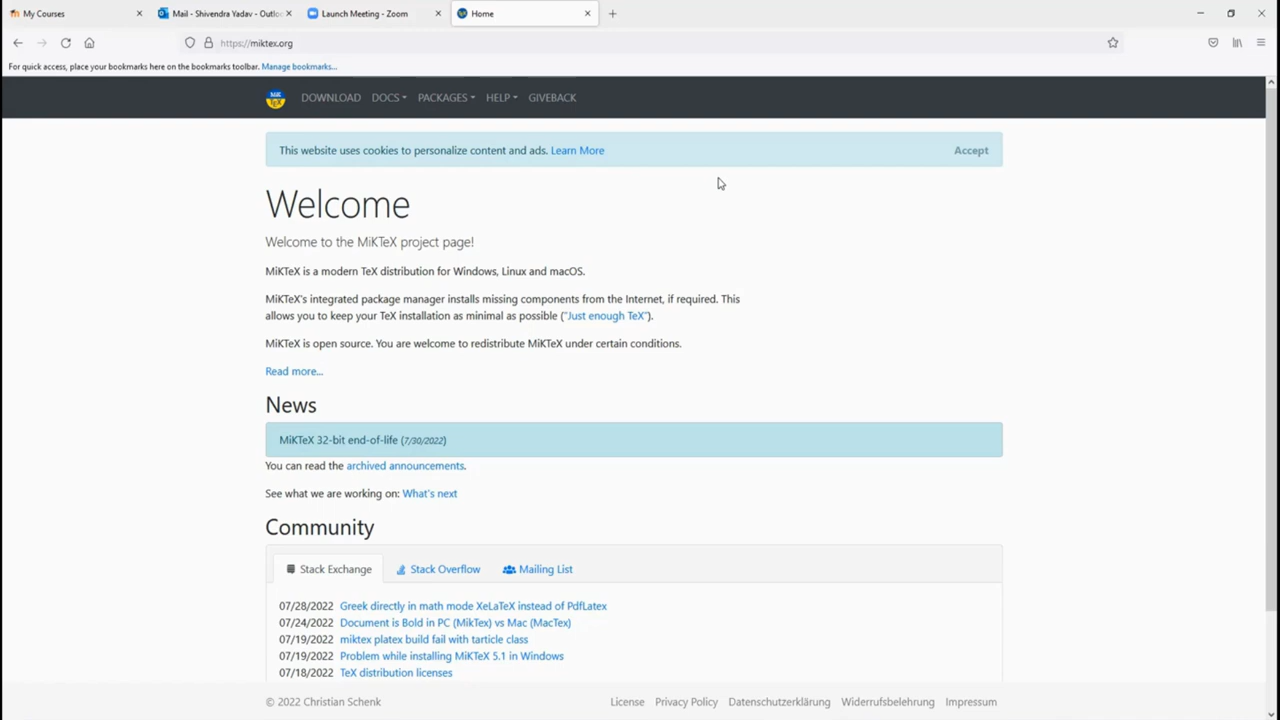 My Courses
Mail - Shivendra Yadav - Outloo
Launch Meeting - Zoom
Home
https://miktex.org
For quick access, place your bookmarks here on the bookmarks toolbar. Manage bookmarks...
MiK TeX
DOWNLOAD DOCS PACKAGES HELP GIVEBACK
This website uses cookies to personalize content and ads. Learn More Accept
Welcome
Welcome to the MiKTeX project page!
MiKTeX is a modern TeX distribution for Windows, Linux and macOS.
MiKTeX's integrated package manager installs missing components from the Internet, if required. This
allows you to keep your TeX installation as minimal as possible ("Just enough TeX").
MiKTeX is open source. You are welcome to redistribute MiKTeX under certain conditions.
Read more...
News
MiKTeX 32-bit end-of-life (7/30/2022)
You can read the archived announcements.
See what we are working on: What's next
Community
Stack Exchange Stack Overflow Mailing List
07/28/2022 Greek directly in math mode XeLaTeX instead of PdfLatex
07/24/2022 Document is Bold in PC (MikTex) vs Mac (MacTex)
07/19/2022 miktex platex build fail with tarticle class
07/19/2022 Problem while installing MiKTeX 5.1 in Windows
07/18/2022 TeX distribution licenses
© 2022 Christian Schenk License Privacy Policy Datenschutzerklärung Widerrufsbelehrung Impressum